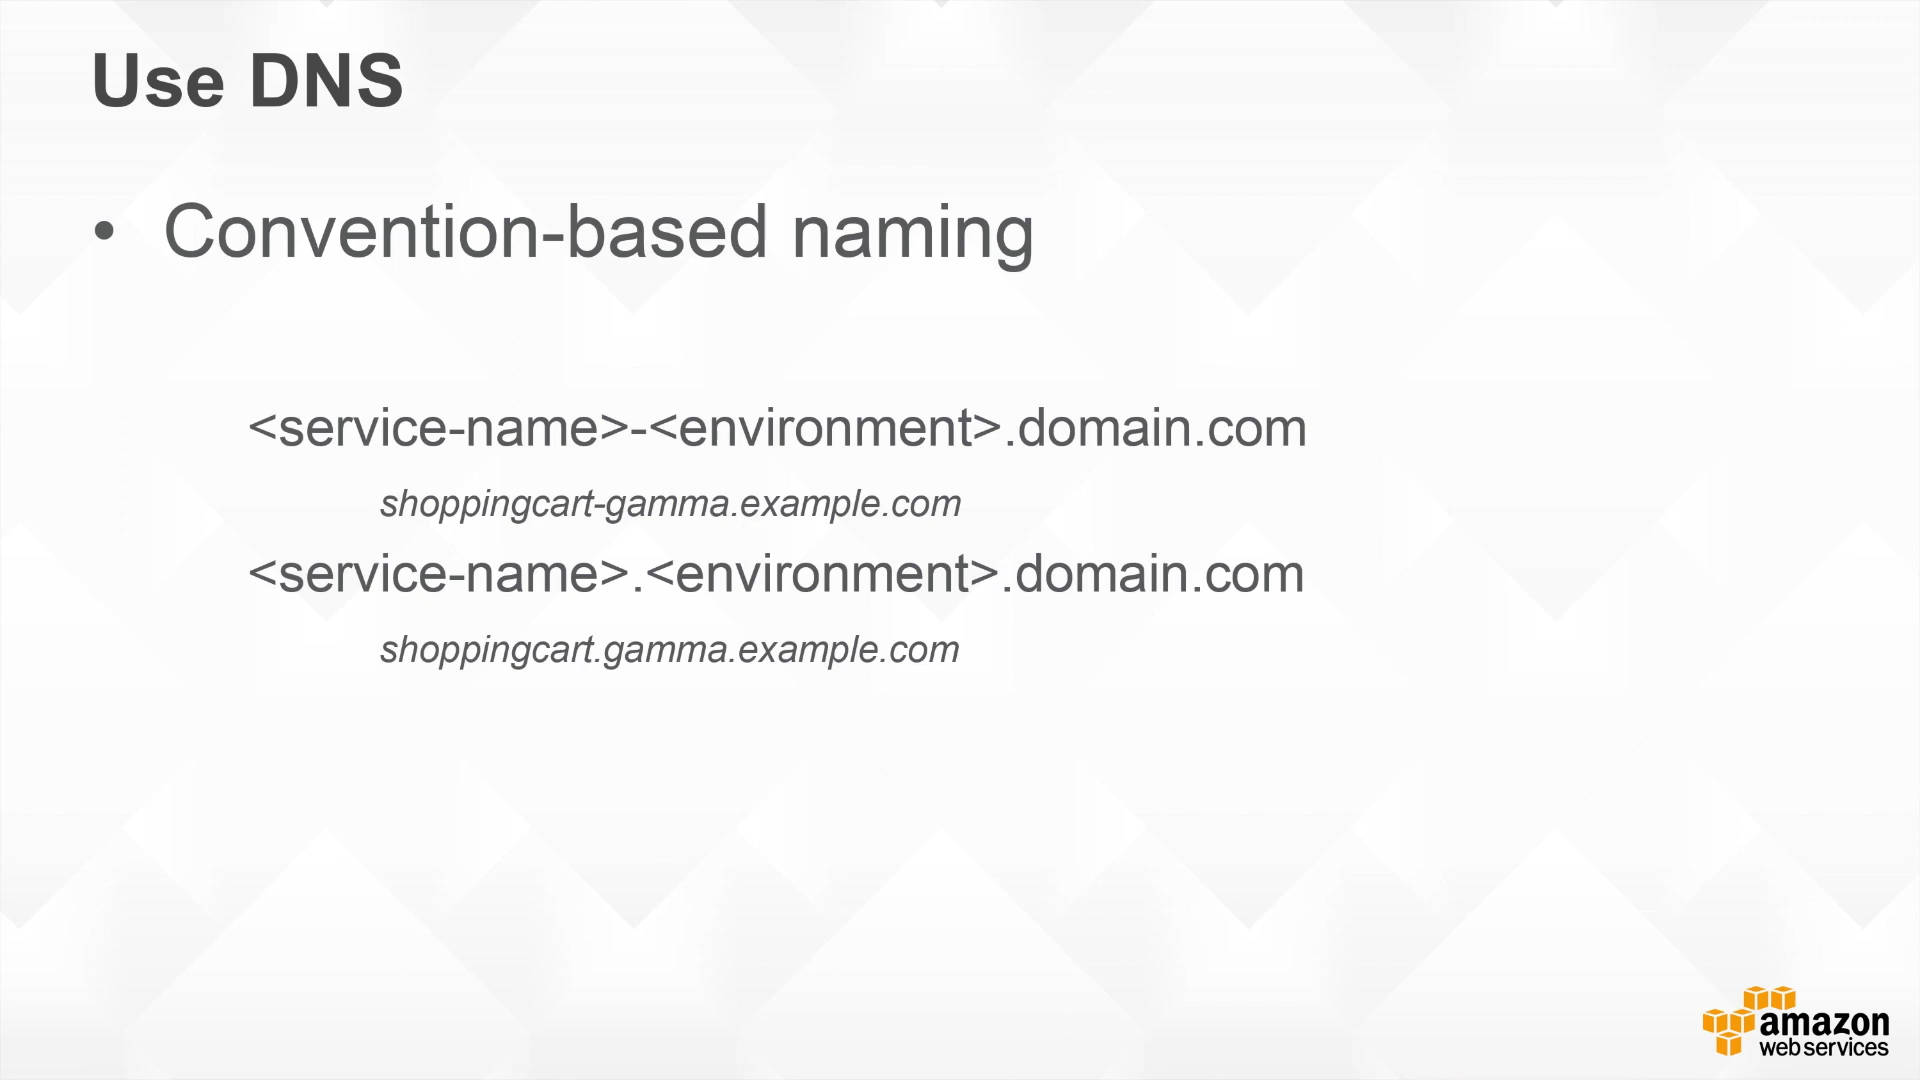 Use DNS
• Convention-based naming
<service-name>-<environment>.domain.com
shoppingcart-gamma.example.com
<service-name>.<environment>.domain.com
shoppingcart.gamma.example.com
amazon
web services